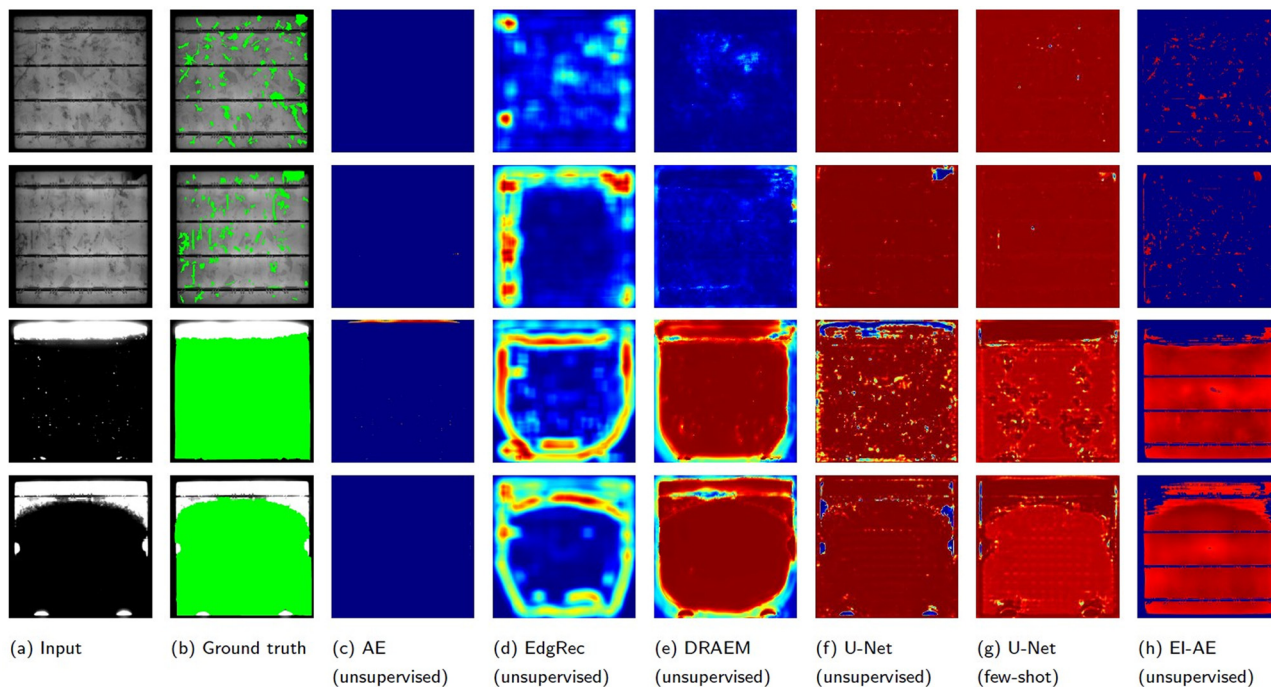 (a) Input (b) Ground truth (c) AE (d) EdgRec (e) DRAEM (f) U-Net (g) U-Net (h) EI-AE
(unsupervised) (unsupervised) (unsupervised) (unsupervised) (few-shot) (unsupervised)